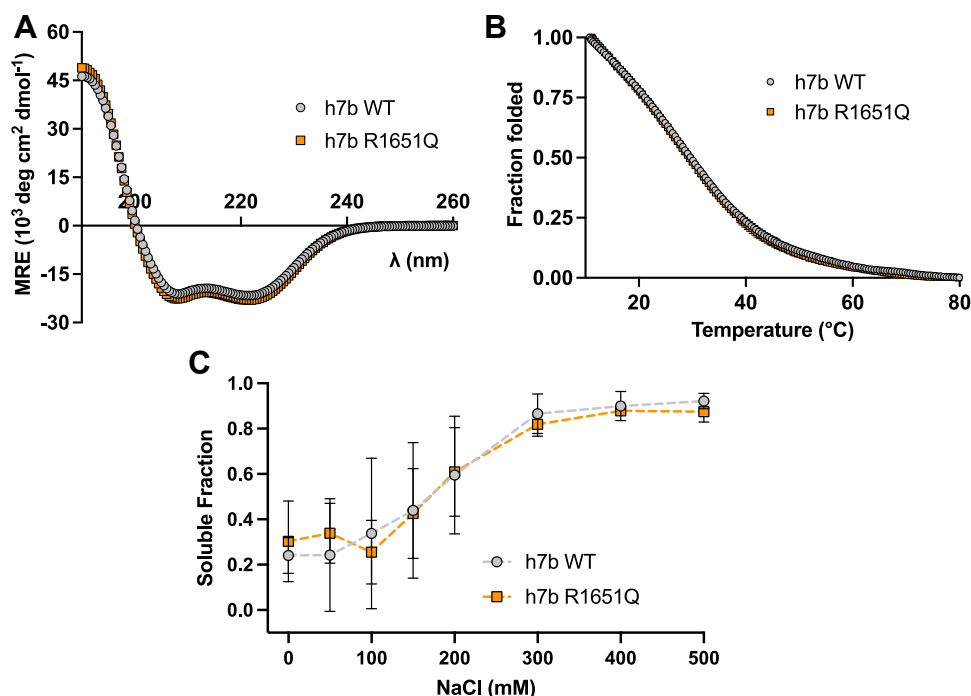 A
MRE (10³ deg cm² dmol⁻¹)
60
45
30
15
0
-15
-30
200
220
240
260
λ (nm)
h7b WT
h7b R1651Q
B
Fraction folded
1.00
0.75
0.50
0.25
0.00
20
40
60
80
Temperature (°C)
h7b WT
h7b R1651Q
C
Soluble Fraction
1.0
0.8
0.6
0.4
0.2
0.0
0
100
200
300
400
500
NaCl (mM)
h7b WT
h7b R1651Q